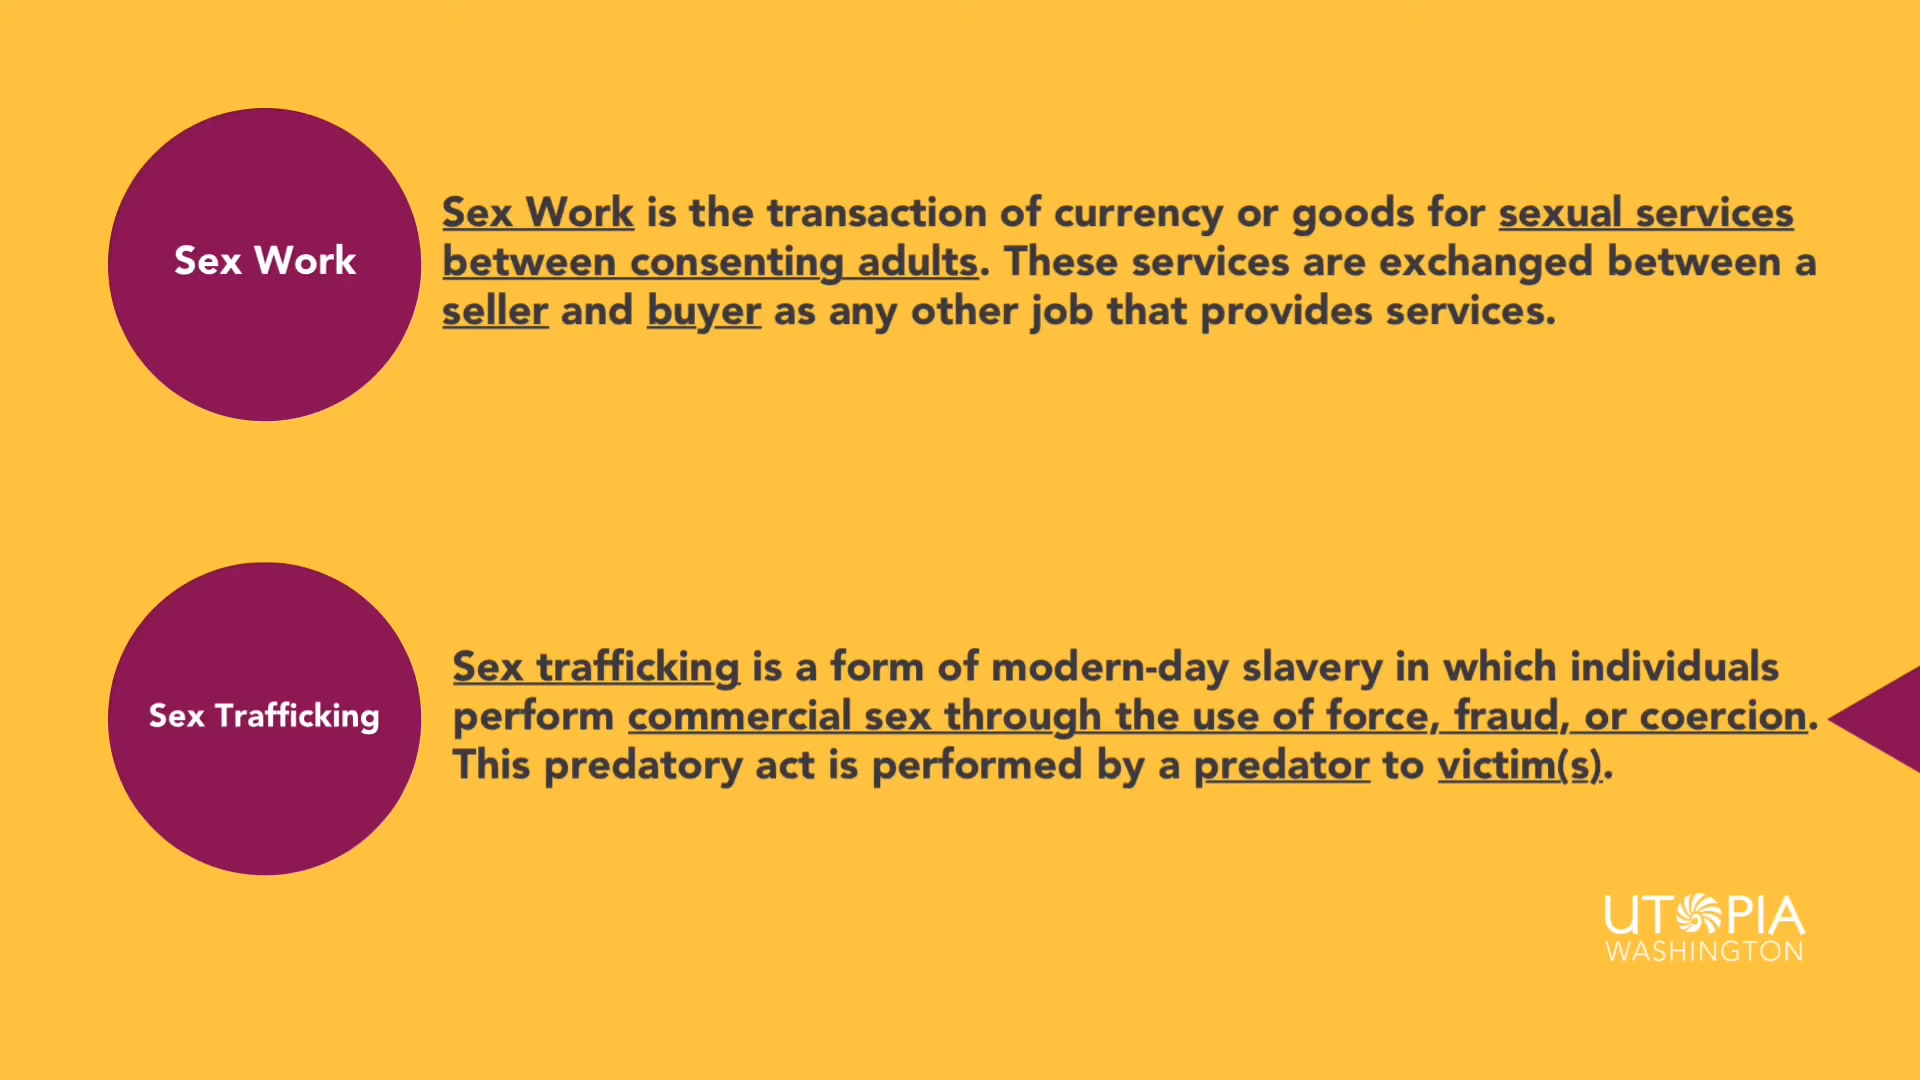 Sex Work
Sex Work is the transaction of currency or goods for sexual services
between consenting adults. These services are exchanged between a
seller and buyer as any other job that provides services.
Sex Trafficking
Sex trafficking is a form of modern-day slavery in which individuals
perform commercial sex through the use of force, fraud, or coercion.
This predatory act is performed by a predator to victim(s).
UTOPIA
WASHINGTON